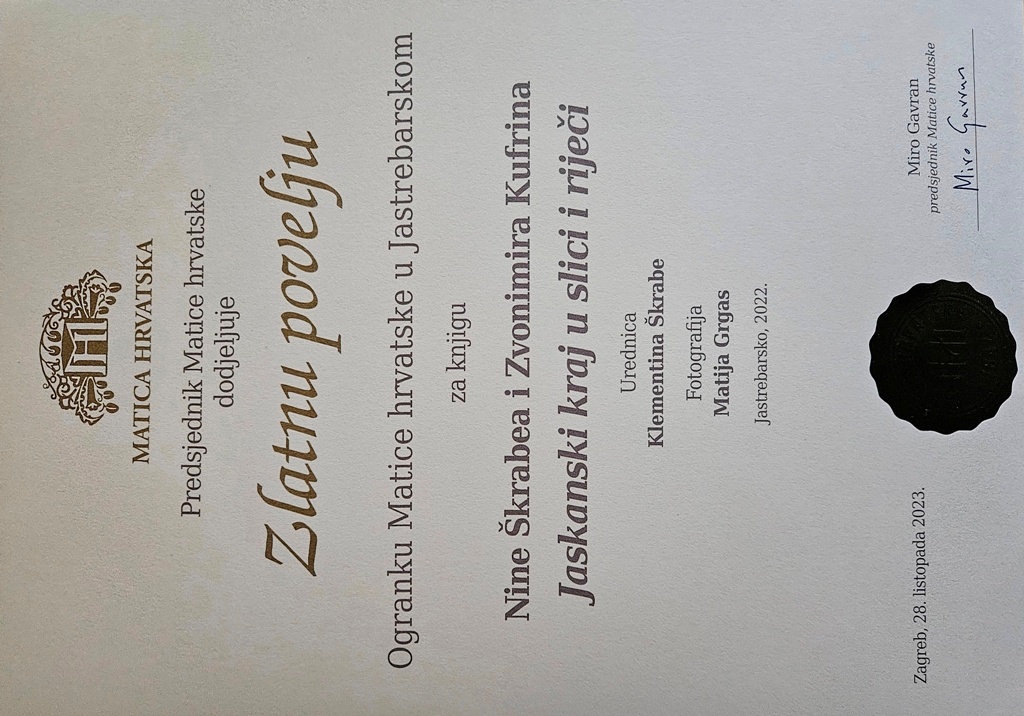 MATICA HRVATSKA
Predsjednik Matice hrvatske
dodjeljuje
Zlatnu povelju
Ogranku Matice hrvatske u Jastrebarskom
za knjigu
Nine Škrabea i Zvonimira Kufrina
Jaskanski kraj u slici i riječi
Urednica
Klementina Škrabe
Fotografija
Matija Grgas
Jastrebarsko, 2022.
Zagreb, 28. listopada 2023.
Miro Gavran
predsjednik Matice hrvatske
Miro Gavran